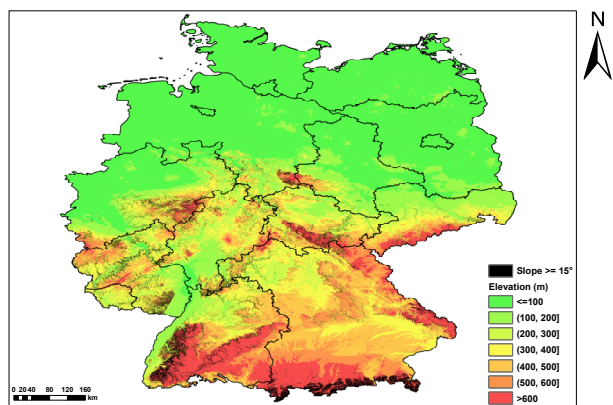 N
Slope >= 15°
Elevation (m)
<=100
(100, 200]
(200, 300]
(300, 400]
(400, 500]
(500, 600]
>600
0 20 40 80 120 160
km